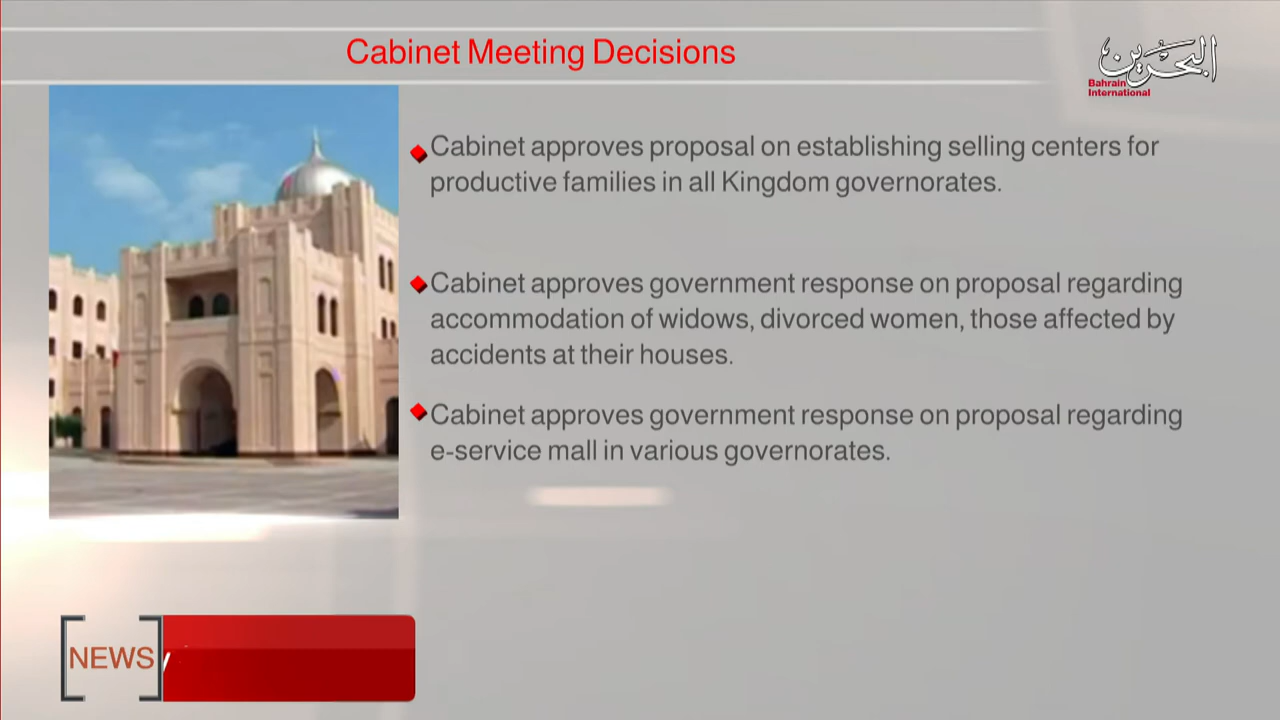 Cabinet Meeting Decisions
البحرين
Bahrain
International
Cabinet approves proposal on establishing selling centers for
productive families in all Kingdom governorates.
Cabinet approves government response on proposal regarding
accommodation of widows, divorced women, those affected by
accidents at their houses.
Cabinet approves government response on proposal regarding
e-service mall in various governorates.
NEWS